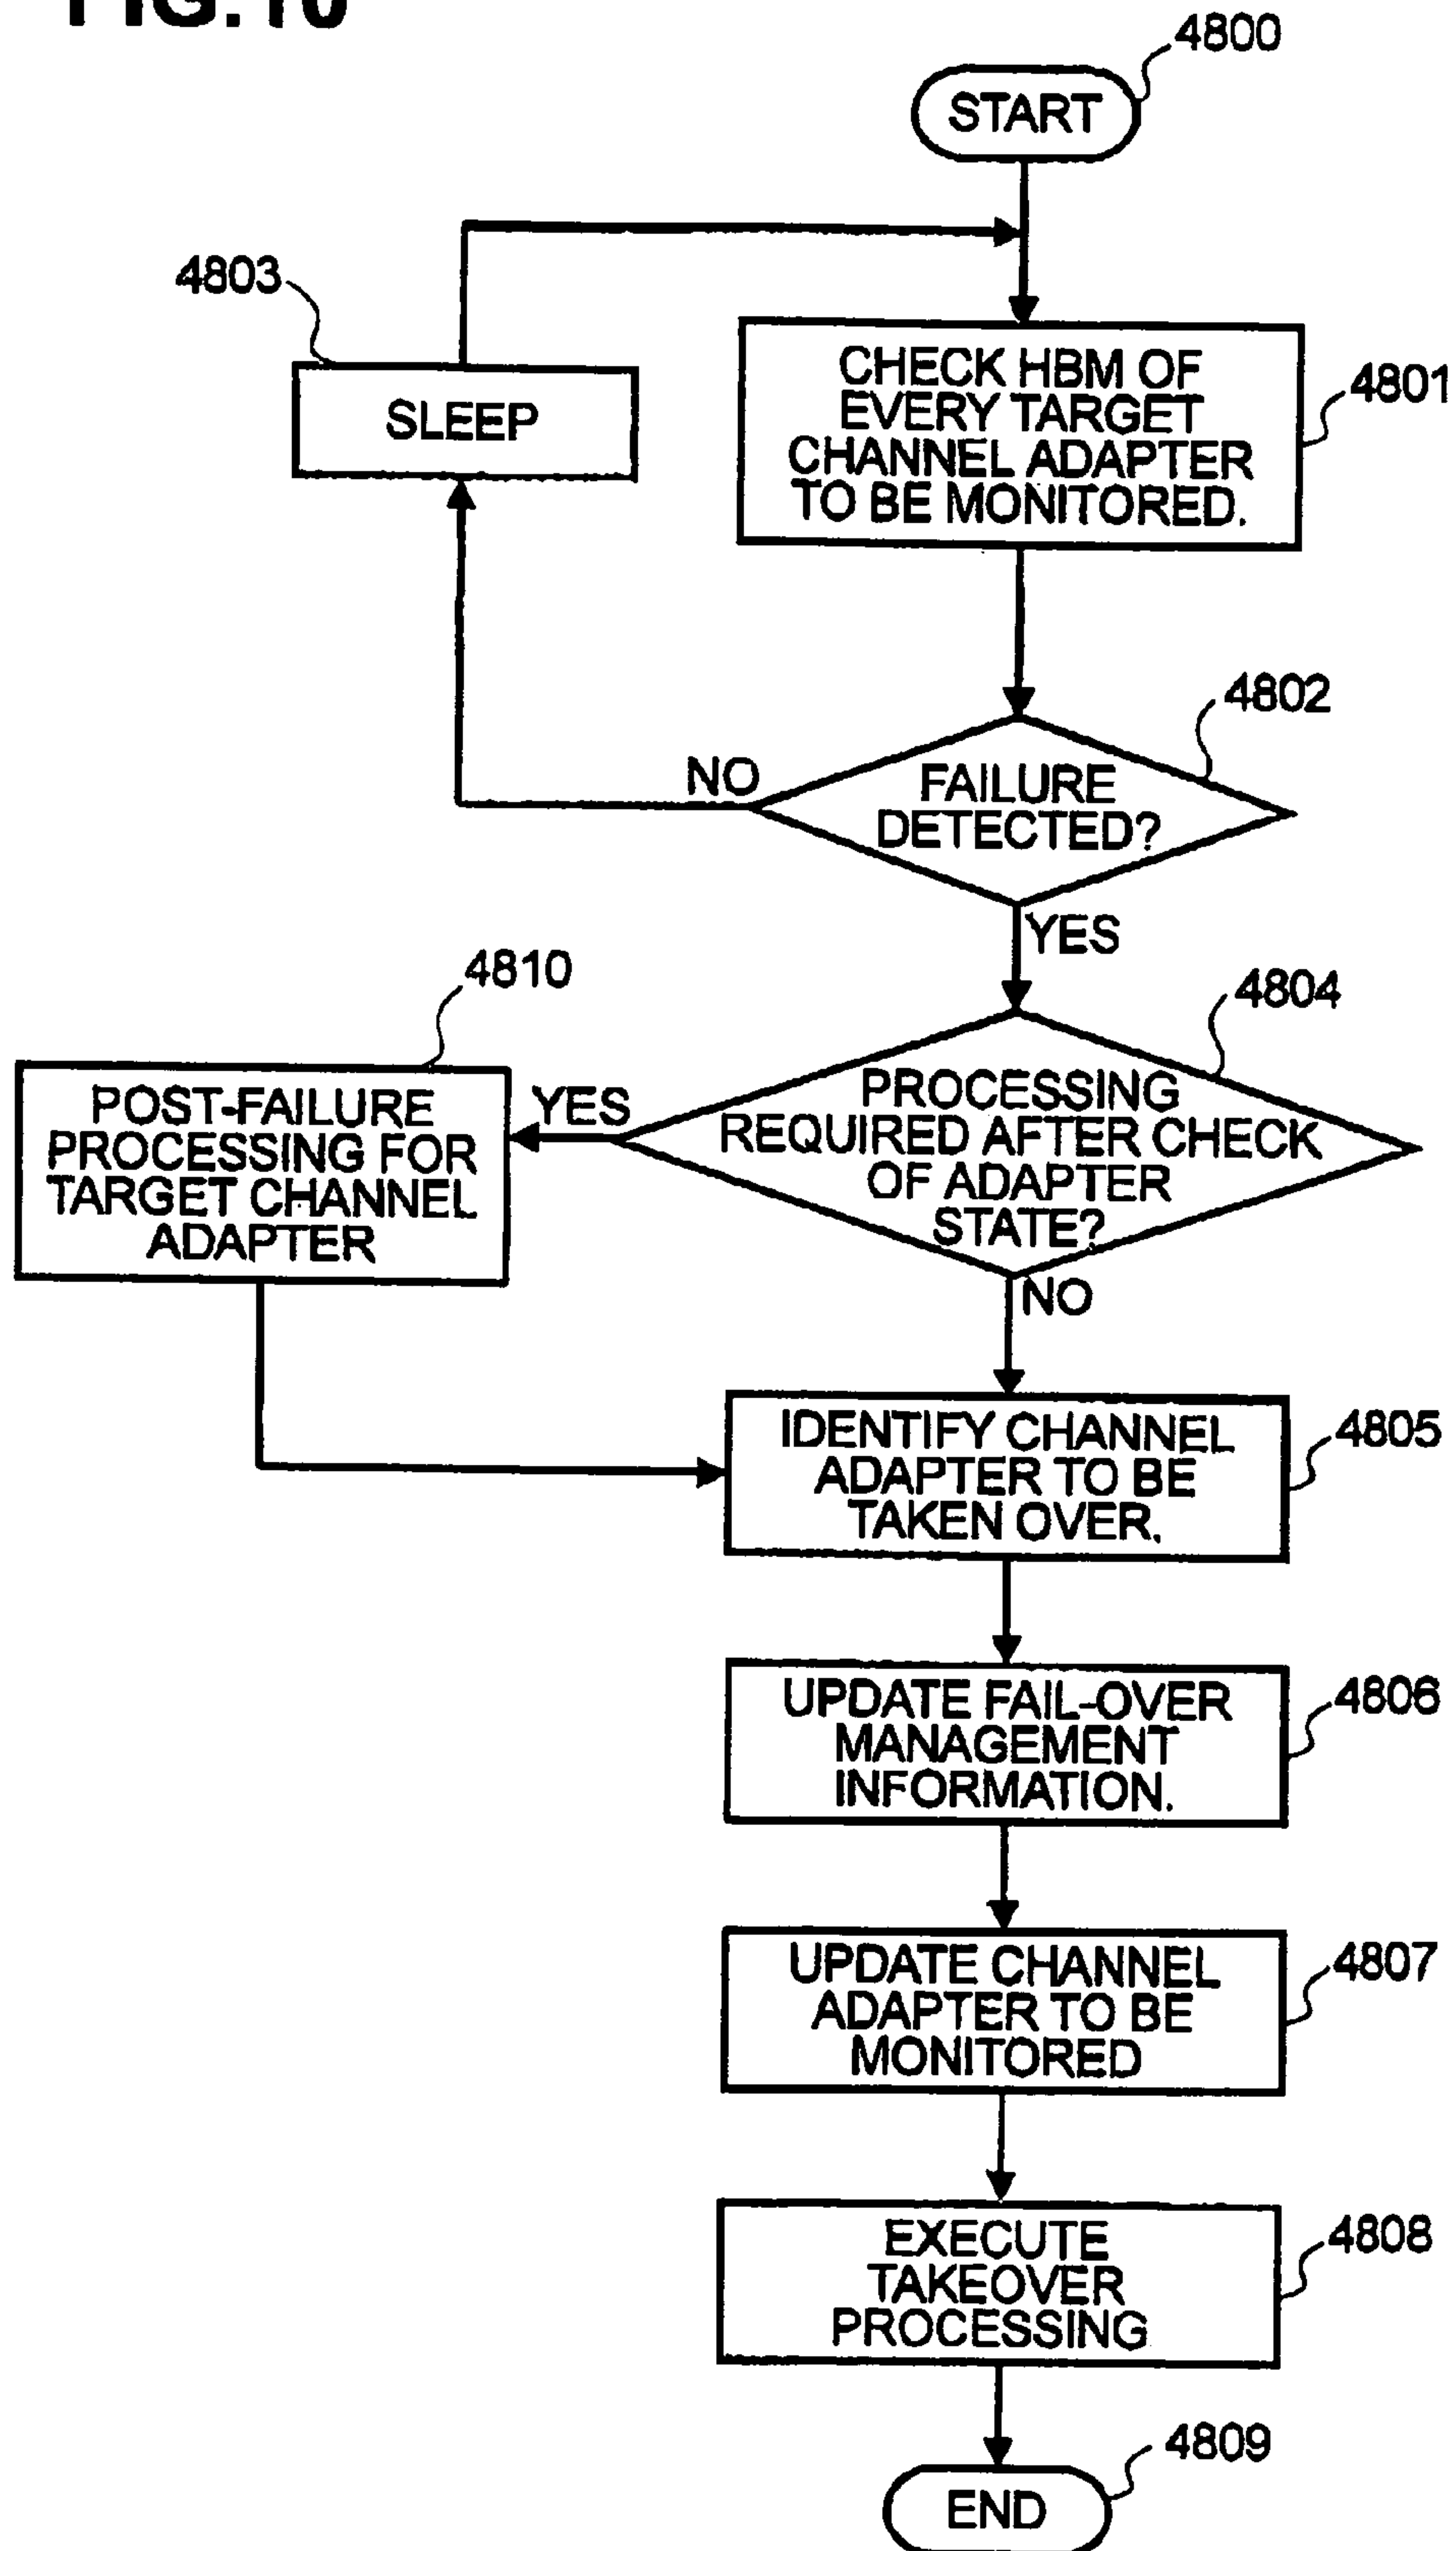 FIG.10
4800
START
4803
SLEEP
CHECK HBM OF
EVERY TARGET
CHANNEL ADAPTER
TO BE MONITORED.
4801
4802
NO
FAILURE
DETECTED?
YES
4810
4804
POST-FAILURE
PROCESSING FOR
TARGET CHANNEL
ADAPTER
YES
PROCESSING
REQUIRED AFTER CHECK
OF ADAPTER
STATE?
NO
IDENTIFY CHANNEL
ADAPTER TO BE
TAKEN OVER.
4805
UPDATE FAIL-OVER
MANAGEMENT
INFORMATION.
4806
UPDATE CHANNEL
ADAPTER TO BE
MONITORED
4807
EXECUTE
TAKEOVER
PROCESSING
4808
4809
END